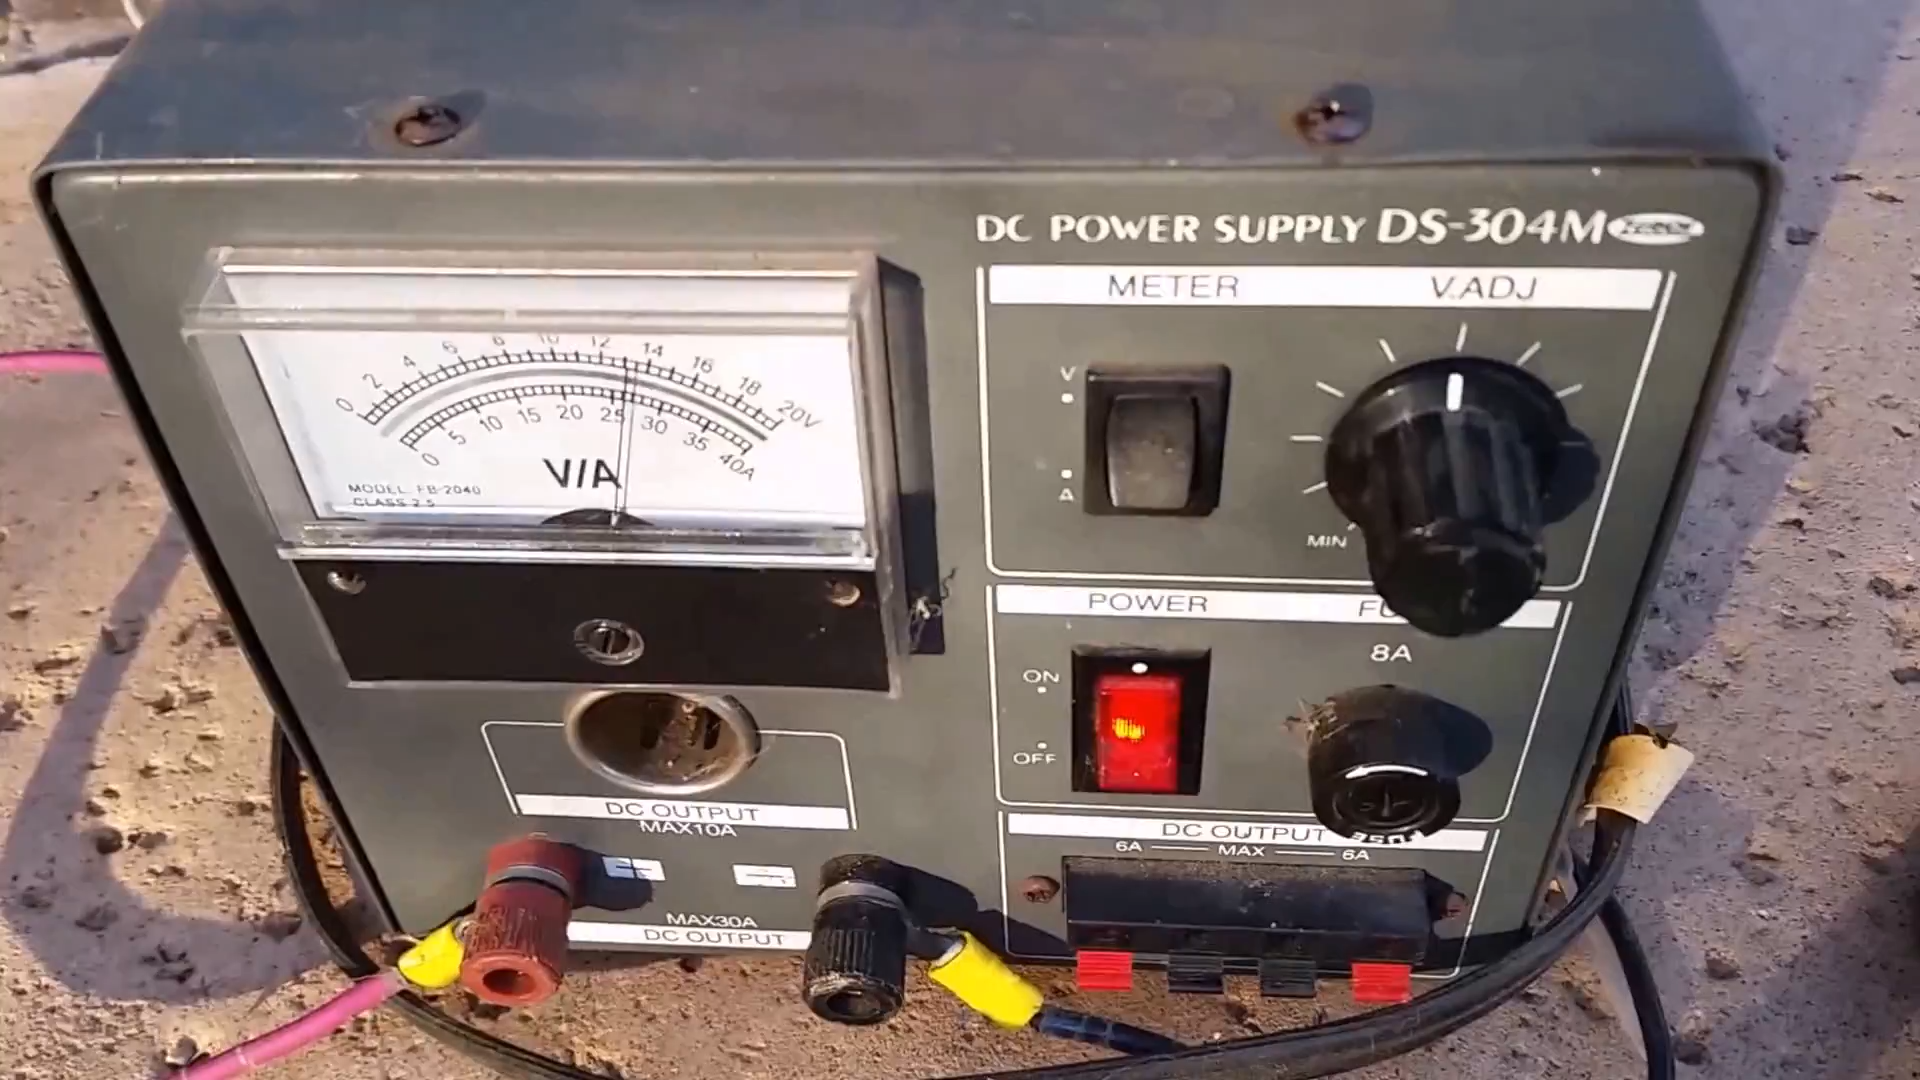 DC POWER SUPPLY DS-304M
METER V.ADJ
0 2 4 6 8 10 12 14 16 18 20V
0 5 10 15 20 25 30 35 40A
V/A
MODEL FB-2040
CLASS 2.5
V
A
MIN
POWER
8A
ON
OFF
DC OUTPUT
MAX10A
DC OUTPUT
6A MAX 6A
FUSE
MAX30A
DC OUTPUT